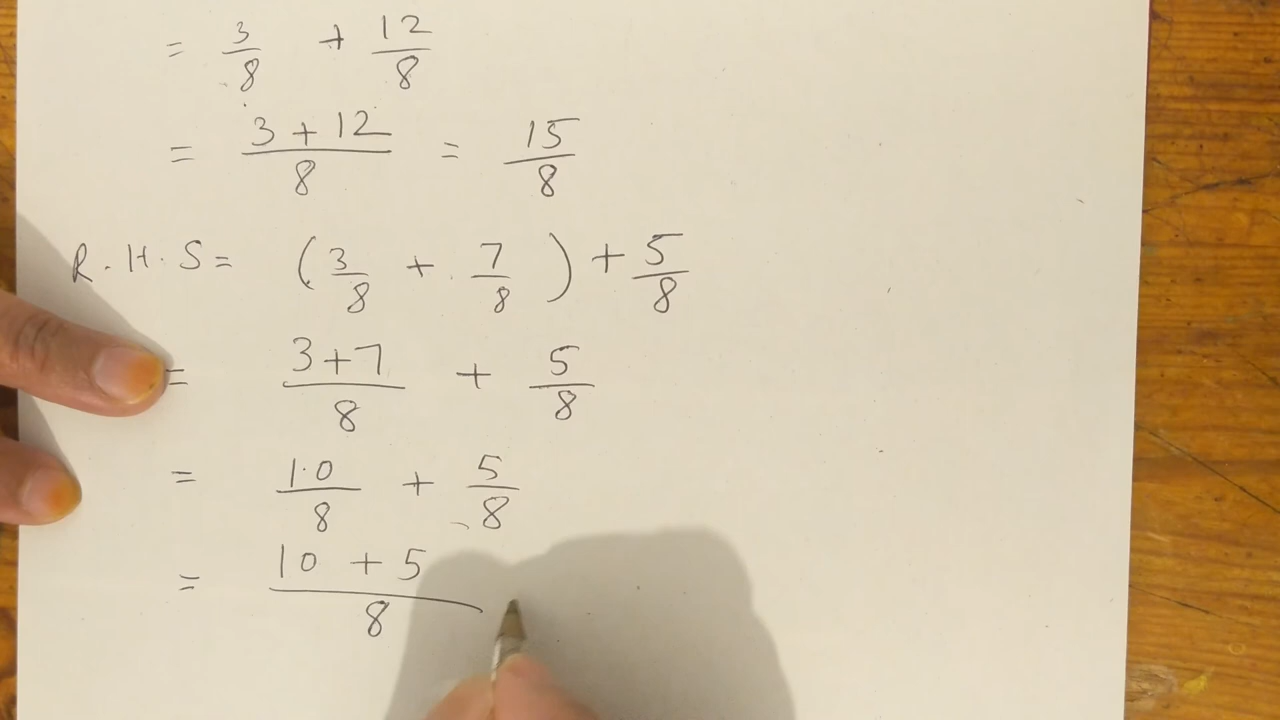 = 3/8 + 12/8
= (3 + 12)/8 = 15/8
R.H.S = (3/8 + 7/8) + 5/8
= (3+7)/8 + 5/8
= 10/8 + 5/8
= (10 + 5)/8